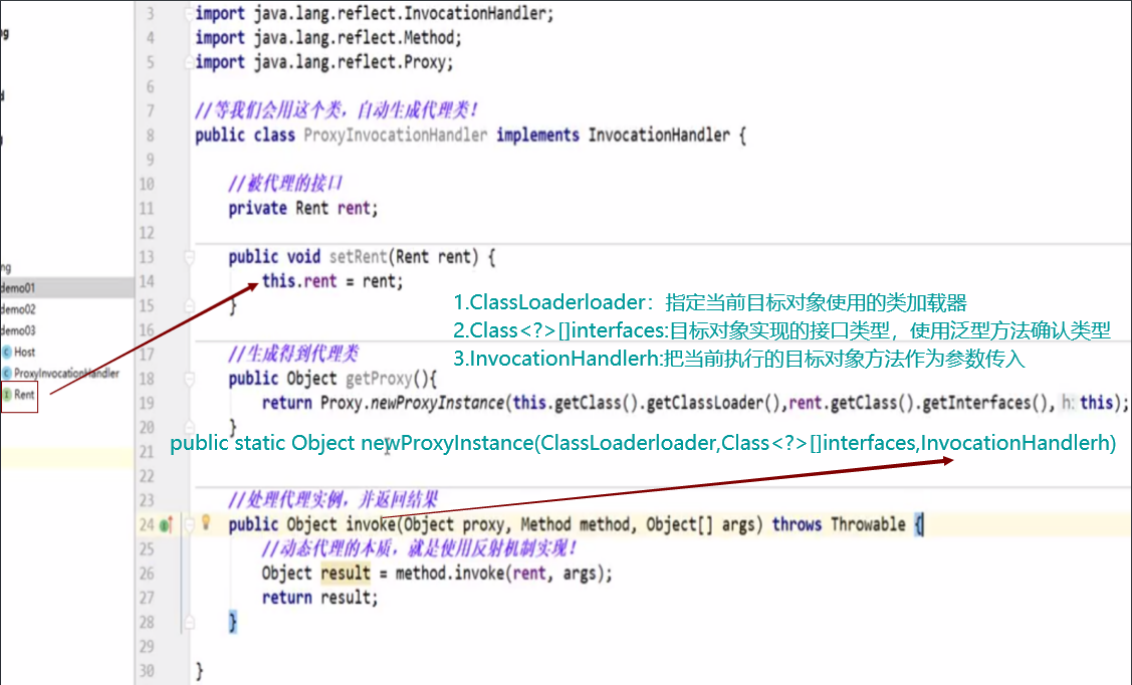 3 import java.lang.reflect.InvocationHandler;
4 import java.lang.reflect.Method;
5 import java.lang.reflect.Proxy;
6
7 //等我们会用这个类，自动生成代理类！
8 public class ProxyInvocationHandler implements InvocationHandler {
9
10 //被代理的接口
11 private Rent rent;
12
13 public void setRent(Rent rent) {
14 this.rent = rent;
15 }
1.ClassLoaderloader：指定当前目标对象使用的类加载器
16
2.Class<?>[]interfaces:目标对象实现的接口类型，使用泛型方法确认类型
17 //生成得到代理类
3.InvocationHandlerh:把当前执行的目标对象方法作为参数传入
18 public Object getProxy(){
19 return Proxy.newProxyInstance(this.getClass().getClassLoader(),rent.getClass().getInterfaces(), h: this);
20 }
public static Object newProxyInstance(ClassLoaderloader,Class<?>[]interfaces,InvocationHandlerh)
21
22
23 //处理代理实例，并返回结果
24 public Object invoke(Object proxy, Method method, Object[] args) throws Throwable {
25 //动态代理的本质，就是使用反射机制实现！
26 Object result = method.invoke(rent, args);
27 return result;
28 }
29
30 }
demo01
demo02
demo03
Host
ProxyInvocationHandler
Rent